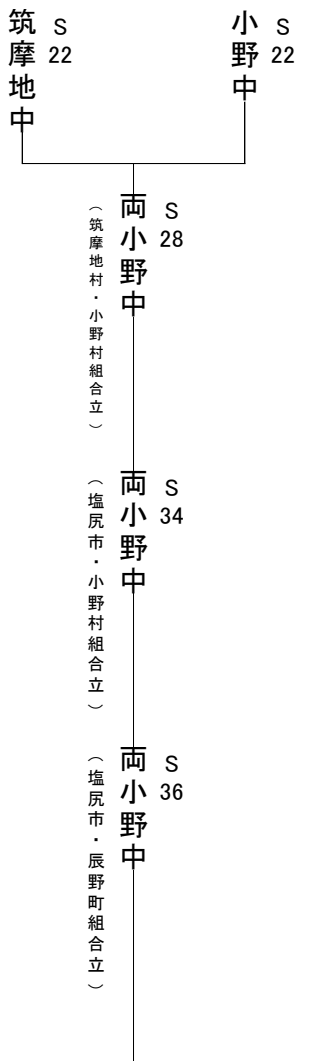 小野中
S
22
筑摩地中
S
22
両小野中
S
28
（筑摩地村・小野村組合立）
両小野中
S
34
（塩尻市・小野村組合立）
両小野中
S
36
（塩尻市・辰野町組合立）